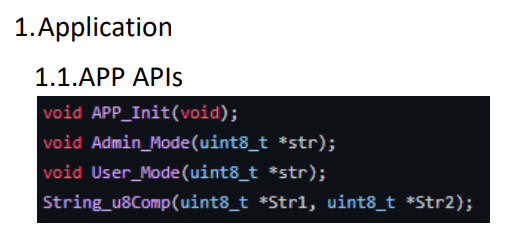 1.Application
1.1.APP APIs
void APP_Init(void);
void Admin_Mode(uint8_t *str);
void User_Mode(uint8_t *str);
String_u8Comp(uint8_t *Str1, uint8_t *Str2);